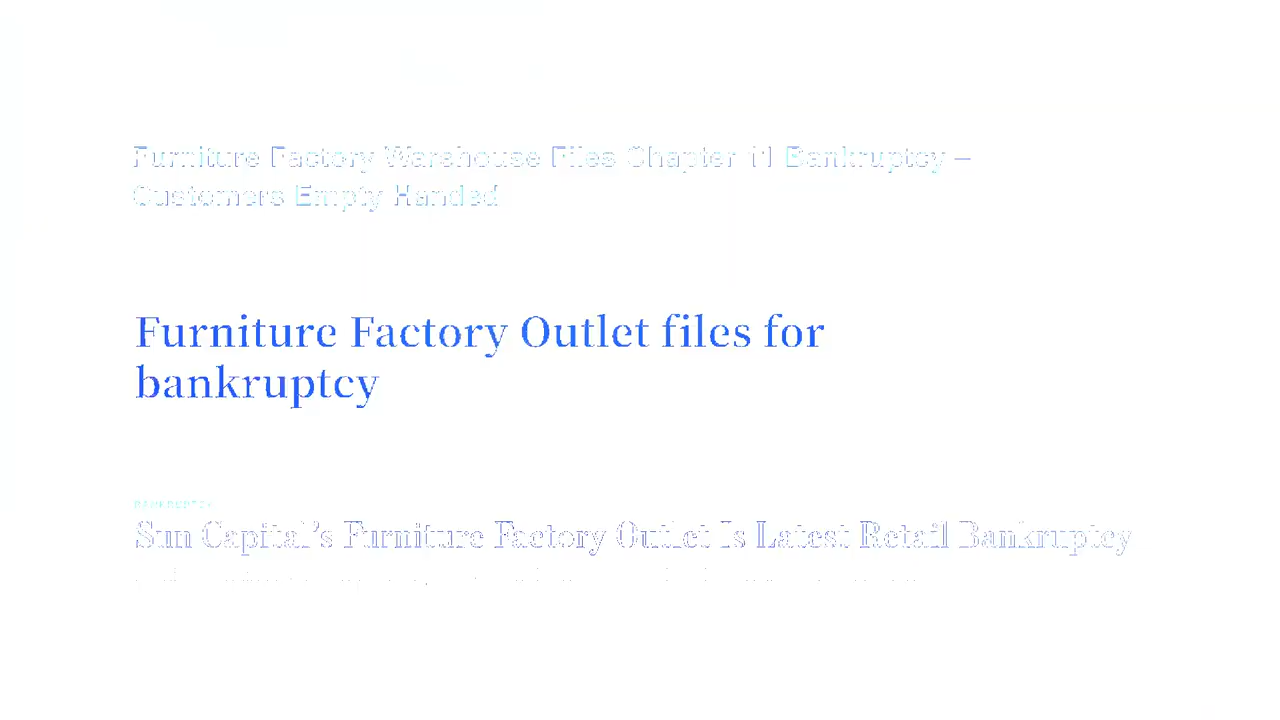 Furniture Factory Warehouse Files Chapter 11 Bankruptcy –
Customers Empty Handed
Furniture Factory Outlet files for
bankruptcy
BANKRUPTCY
Sun Capital's Furniture Factory Outlet Is Latest Retail Bankruptcy